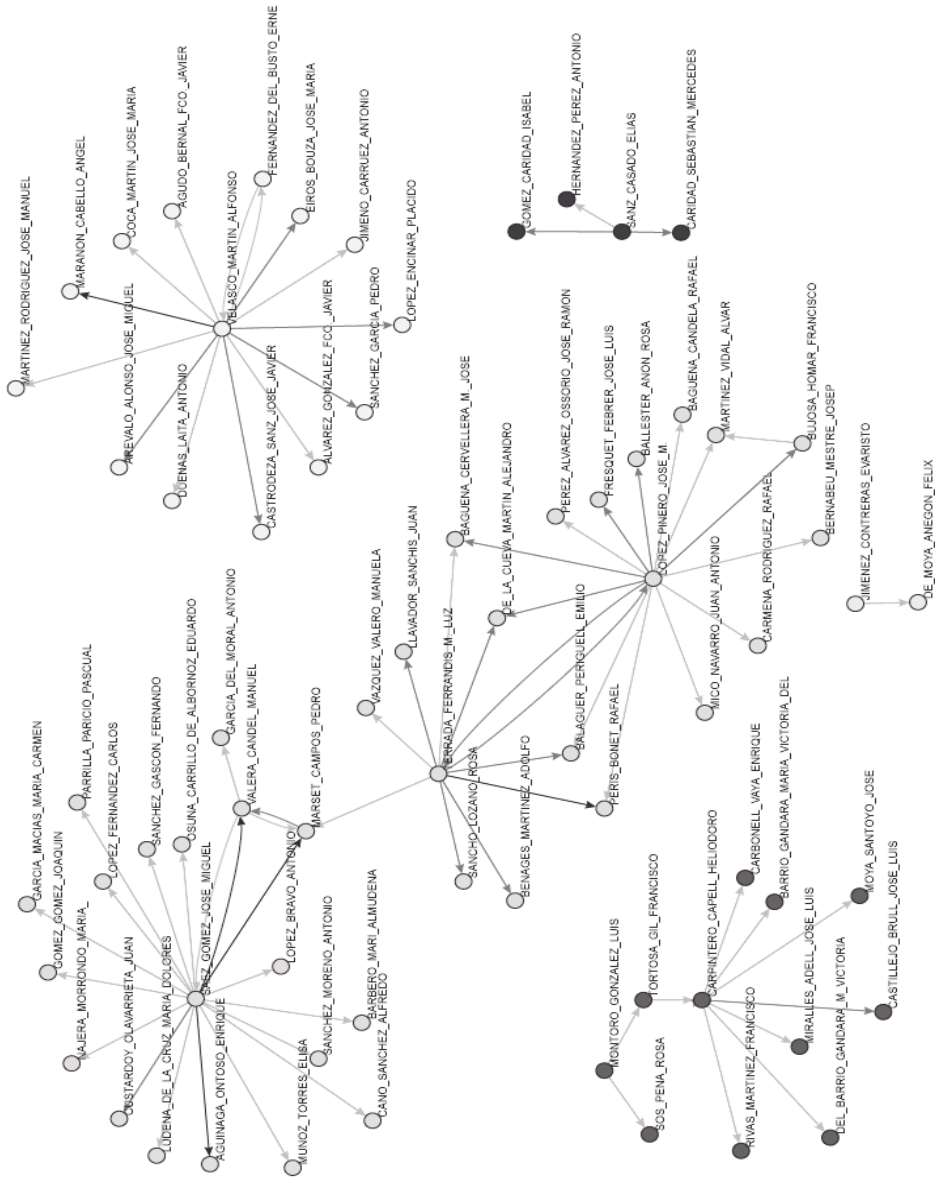 MARTINEZ_RODRIGUEZ_JOSE_MANUEL
MARANON_CABELLO_ANGEL
COCA_MARTIN_JOSE_MARIA
AGUDO_BERNAL_FCO_JAVIER
FERNANDEZ_DEL_BUSTO_ERNE
EIROS_BOUZA_JOSE_MARIA
JIMENO_CARRUEZ_ANTONIO
LOPEZ_ENCINAR_PLACIDO
VELASCO_MARTIN_ALFONSO
AREVALO_ALONSO_JOSE_MIGUEL
DUENAS_LAITA_ANTONIO
CASTRODEZA_SANZ_JOSE_JAVIER
ALVAREZ_GONZALEZ_FCO_JAVIER
SANCHEZ_GARCIA_PEDRO
GOMEZ_CARIDAD_ISABEL
HERNANDEZ_PEREZ_ANTONIO
SANZ_CASADO_ELIAS
CARIDAD_SEBASTIAN_MERCEDES
BAGUENA_CERVELLERA_M_JOSE
DE_LA_CUEVA_MARTIN_ALEJANDRO
PEREZ_ALVAREZ_OSSORIO_JOSE_RAMON
FRESQUET_FEBRER_JOSE_LUIS
BALLESTER_ANON_ROSA
LOPEZ_PINERO_JOSE_M.
BAGUENA_CANDELA_RAFAEL
MARTINEZ_VIDAL_ALVAR
BUJOSA_HOMAR_FRANCISCO
BERNABEU_MESTRE_JOSEP
CARMENA_RODRIGUEZ_RAFAEL
MICO_NAVARRO_JUAN_ANTONIO
JIMENEZ_CONTRERAS_EVARISTO
DE_MOYA_ANEGON_FELIX
VAZQUEZ_VALERO_MANUELA
LLAVADOR_SANCHIS_JUAN
TERRADA_FERRANDIS_M_LUZ
SANCHO_LOZANO_ROSA
BENAGES_MARTINEZ_ADOLFO
BALAGUER_PERIGUELL_EMILIO
PERIS_BONET_RAFAEL
GARCIA_MACIAS_MARIA_CARMEN
GOMEZ_GOMEZ_JOAQUIN
NAJERA_MORRONDO_MARIA_
PARRILLA_PARICIO_PASCUAL
LOPEZ_FERNANDEZ_CARLOS
SANCHEZ_GASCON_FERNANDO
OSUNA_CARRILLO_DE_ALBORNOZ_EDUARDO
GARCIA_DEL_MORAL_ANTONIO
VALERA_CANDEL_MANUEL
MARSET_CAMPOS_PEDRO
CUSTARDOY_OLAVARRIETA_JUAN
LUDENA_DE_LA_CRUZ_MARIA_DOLORES
SAEZ_GOMEZ_JOSE_MIGUEL
AGUINAGA_ONTOSO_ENRIQUE
LOPEZ_BRAVO_ANTONIO
MUNOZ_TORRES_ELISA
SANCHEZ_MORENO_ANTONIO
BARBERO_MARI_ALMUDENA
CANO_SANCHEZ_ALFREDO
MONTORO_GONZALEZ_LUIS
TORTOSA_GIL_FRANCISCO
SOS_PENA_ROSA
CARPINTERO_CAPELL_HELIODORO
CARBONELL_VAYA_ENRIQUE
BARRIO_GANDARA_MARIA_VICTORIA_DEL
RIVAS_MARTINEZ_FRANCISCO
MIRALLES_ADELL_JOSE_LUIS
DEL_BARRIO_GANDARA_M_VICTORIA
MOYA_SANTOYO_JOSE
CASTILLEJO_BRULL_JOSE_LUIS